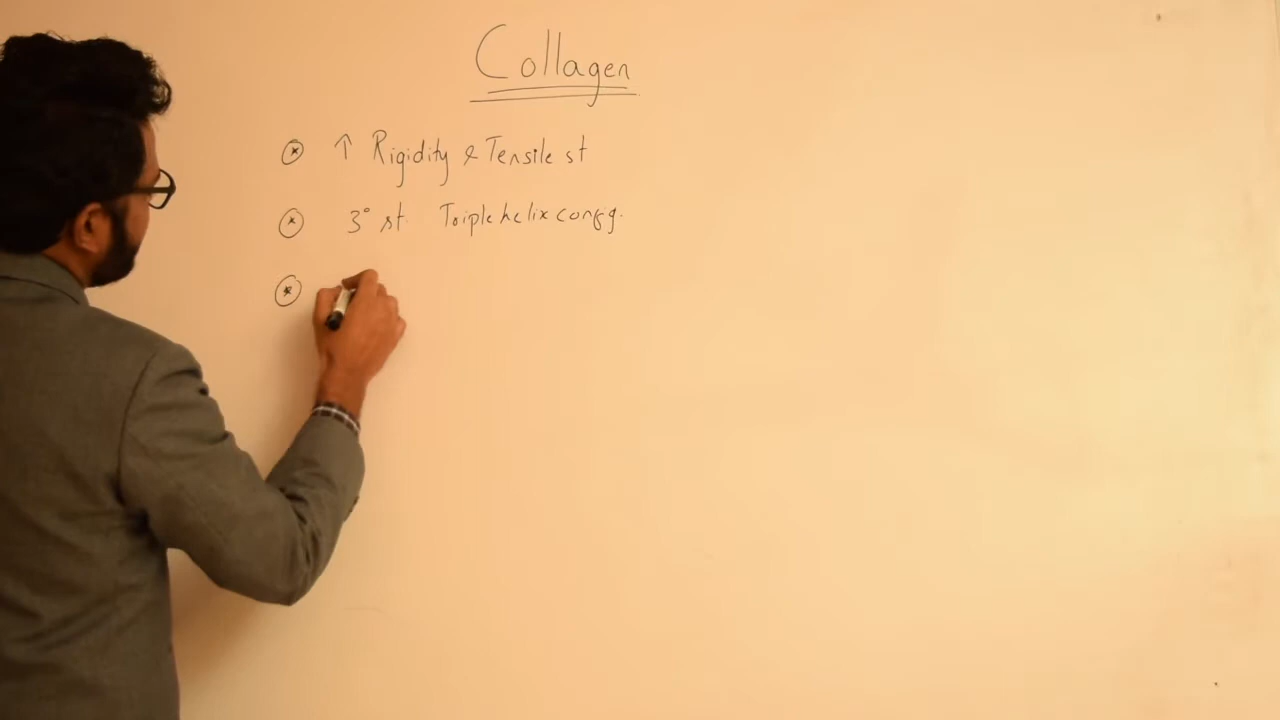 Collagen
↑ Rigidity & Tensile st
3° st. Triple helix config.